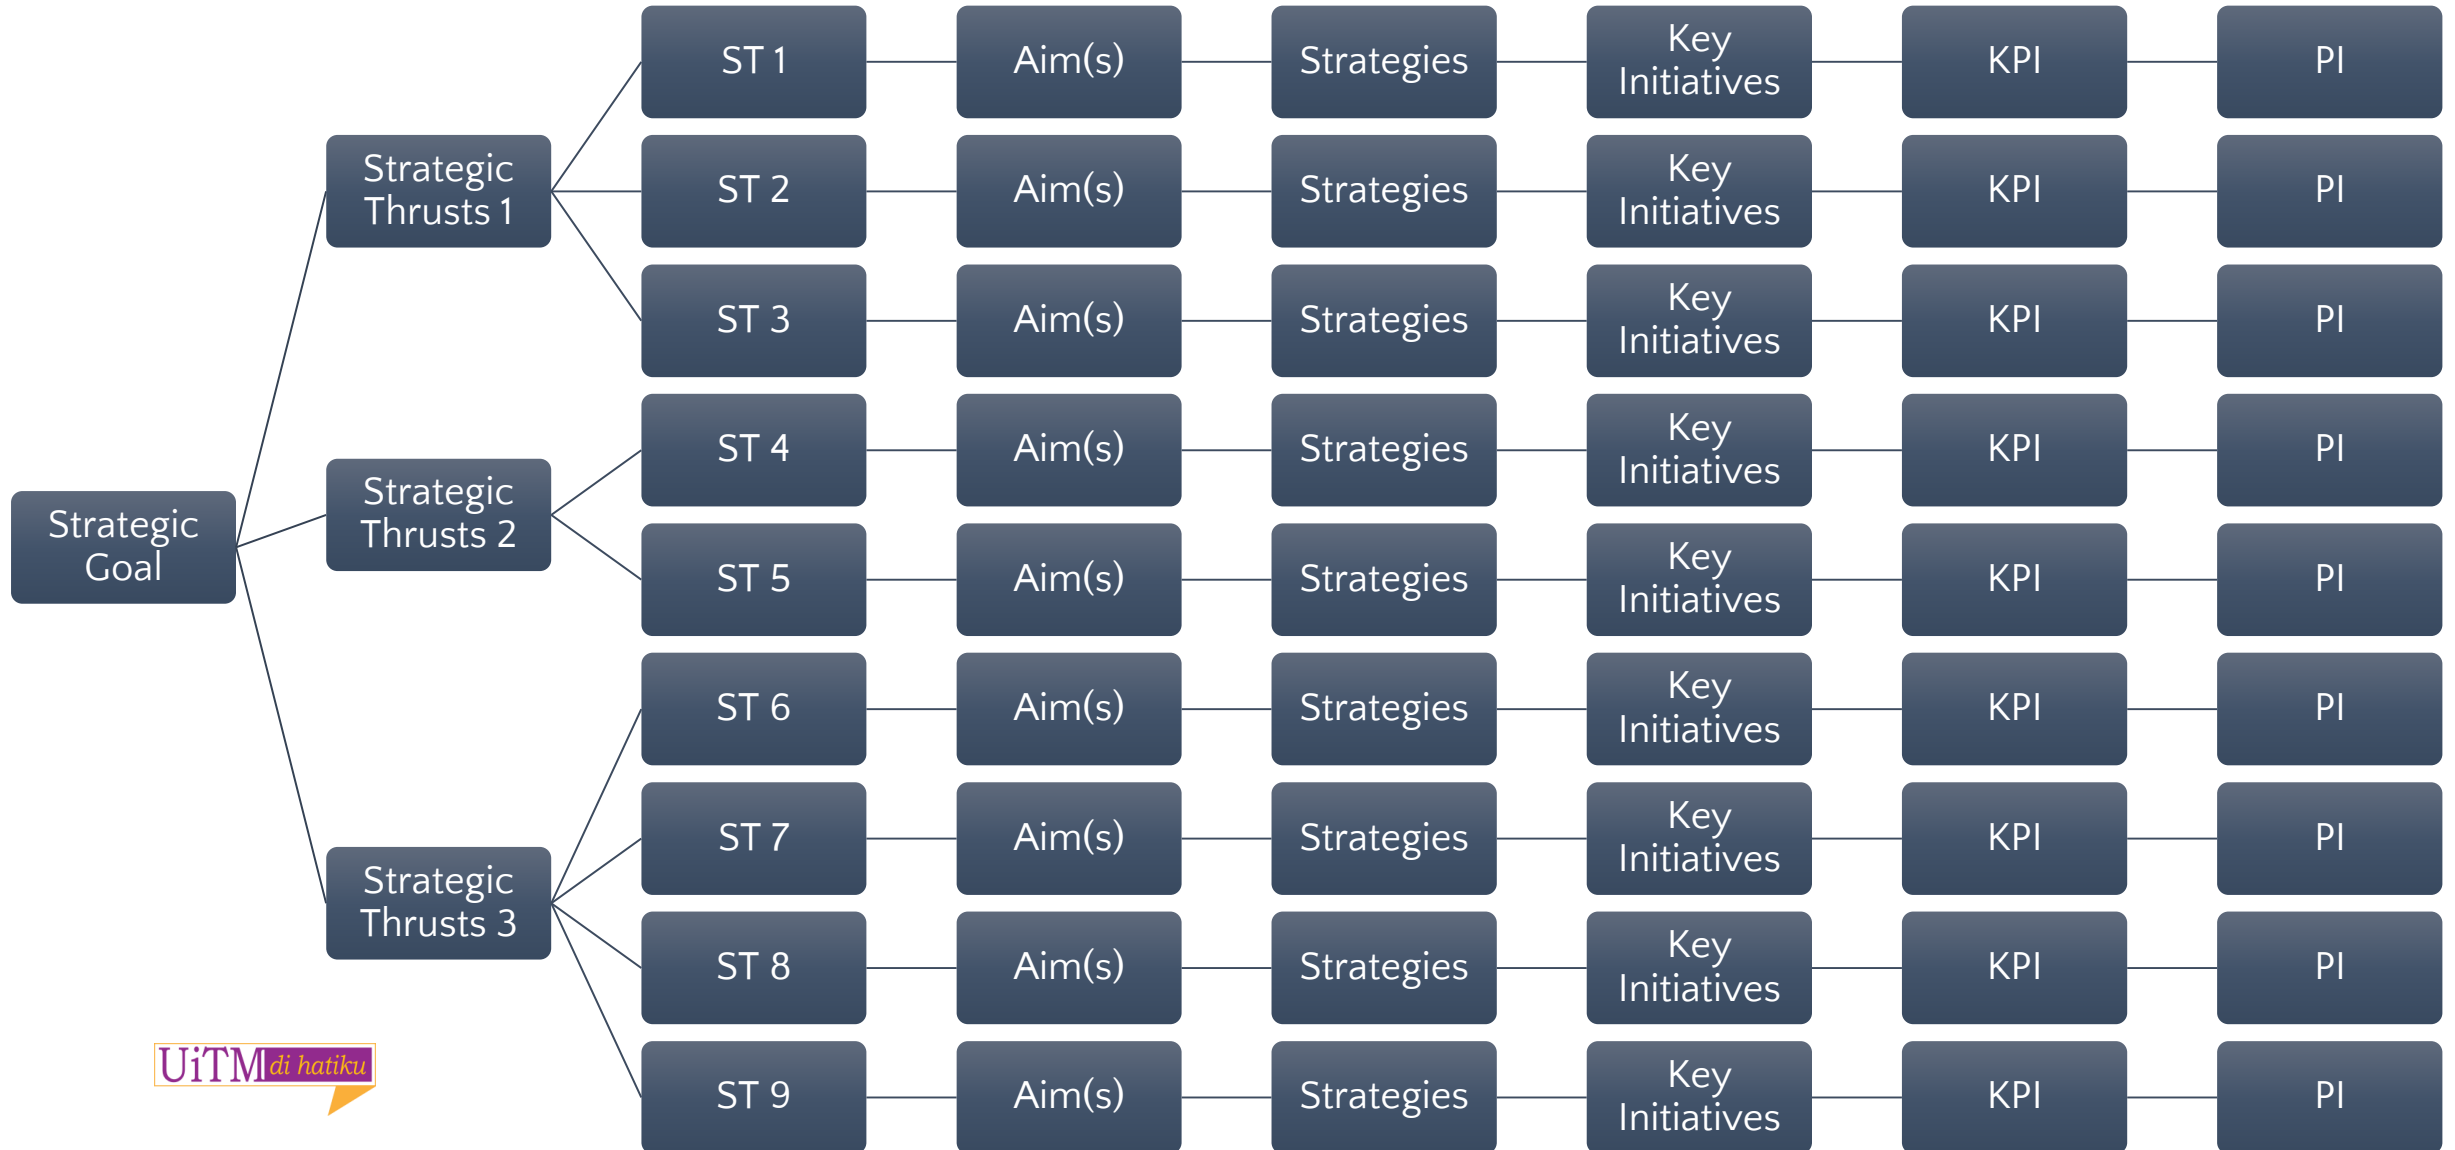 Strategic
Goal
Strategic
Thrusts 1
ST 1
Aim(s)
Strategies
Key
Initiatives
KPI
PI
ST 2
Aim(s)
Strategies
Key
Initiatives
KPI
PI
ST 3
Aim(s)
Strategies
Key
Initiatives
KPI
PI
Strategic
Thrusts 2
ST 4
Aim(s)
Strategies
Key
Initiatives
KPI
PI
ST 5
Aim(s)
Strategies
Key
Initiatives
KPI
PI
Strategic
Thrusts 3
ST 6
Aim(s)
Strategies
Key
Initiatives
KPI
PI
ST 7
Aim(s)
Strategies
Key
Initiatives
KPI
PI
ST 8
Aim(s)
Strategies
Key
Initiatives
KPI
PI
ST 9
Aim(s)
Strategies
Key
Initiatives
KPI
PI
UiTM di hatiku